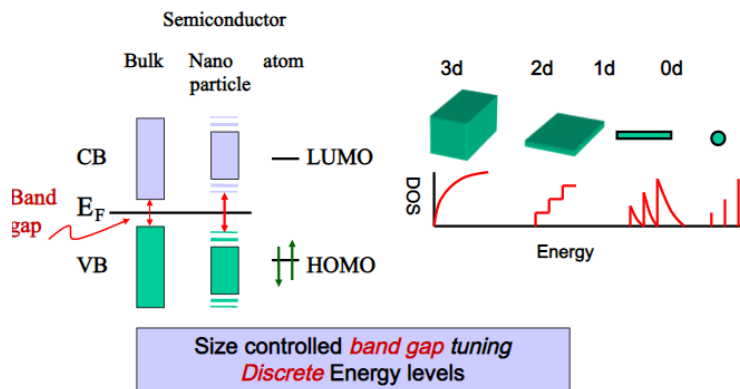 Semiconductor
Bulk Nano atom
particle
CB
LUMO
Band
gap
E_F
VB
HOMO
3d 2d 1d 0d
DOS
Energy
Size controlled band gap tuning
Discrete Energy levels